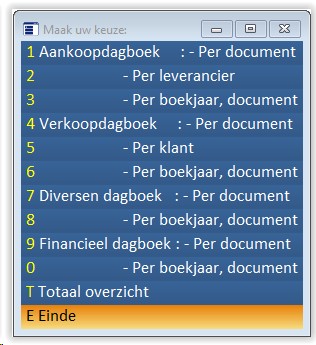 Maak uw keuze:
1 Aankoopdagboek : - Per document
2 - Per leverancier
3 - Per boekjaar, document
4 Verkoopdagboek : - Per document
5 - Per klant
6 - Per boekjaar, document
7 Diversen dagboek : - Per document
8 - Per boekjaar, document
9 Financieel dagboek : - Per document
0 - Per boekjaar, document
T Totaal overzicht
E Einde